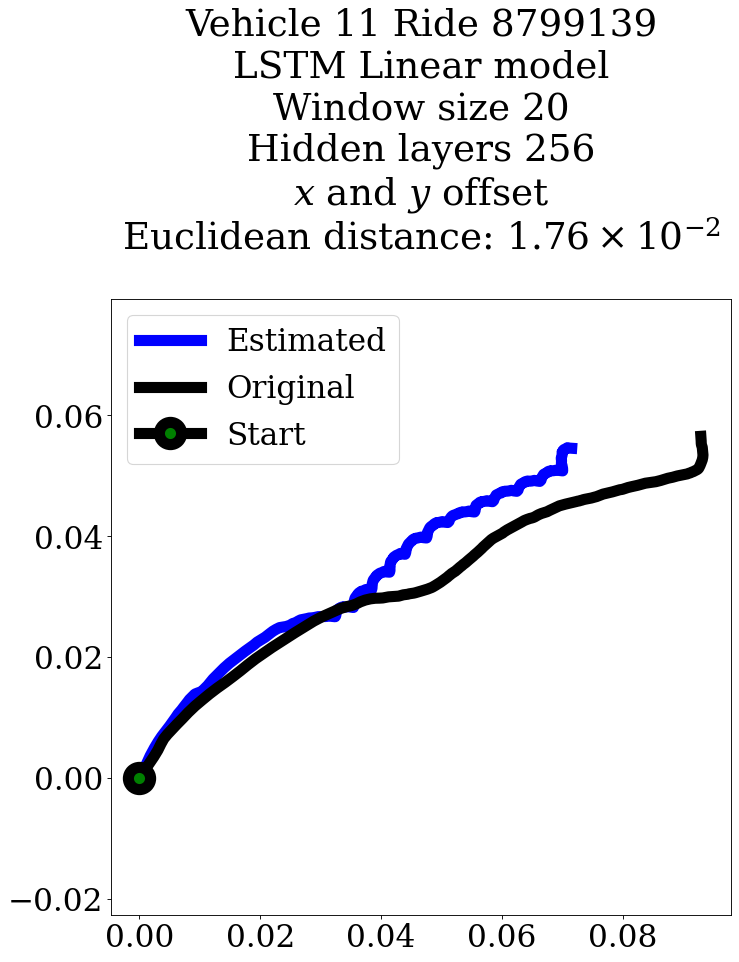 Vehicle 11 Ride 8799139
LSTM Linear model
Window size 20
Hidden layers 256
x and y offset
Euclidean distance: 1.76 × 10⁻²
Estimated
Original
Start
0.06
0.04
0.02
0.00
−0.02
0.00 0.02 0.04 0.06 0.08